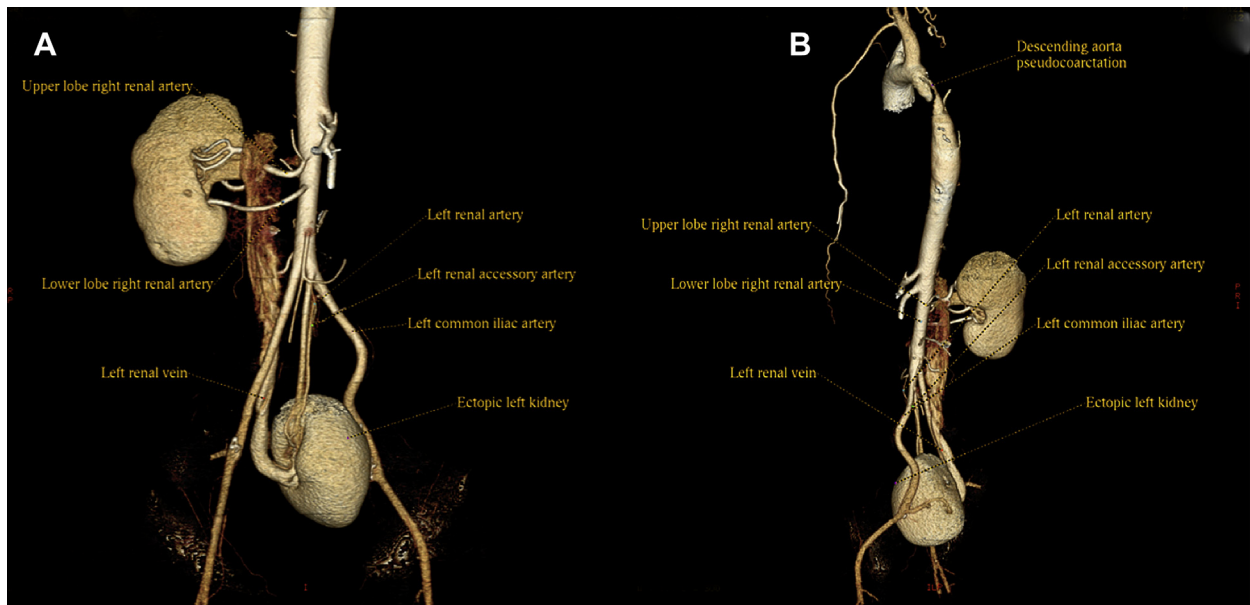 A
Upper lobe right renal artery
Left renal artery
Left renal accessory artery
Lower lobe right renal artery
Left common iliac artery
Left renal vein
Ectopic left kidney
B
Descending aorta
pseudocoarctation
Upper lobe right renal artery
Left renal artery
Left renal accessory artery
Lower lobe right renal artery
Left common iliac artery
Left renal vein
Ectopic left kidney
P
R
I